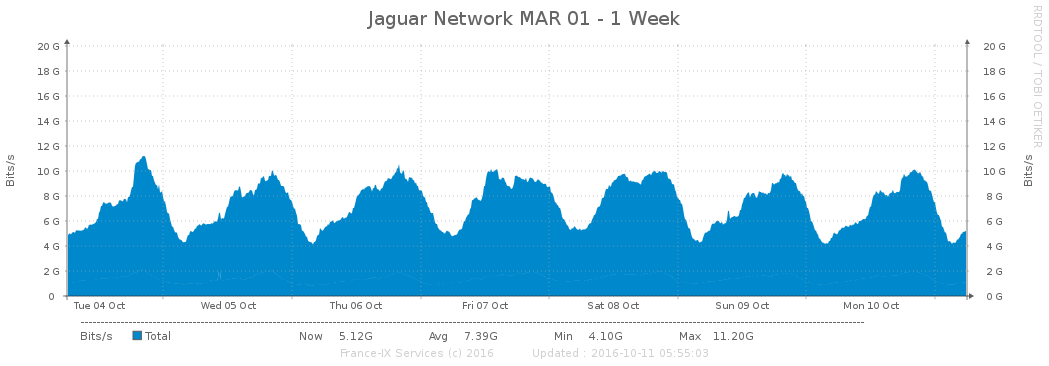 Jaguar Network MAR 01 - 1 Week
RRDTOOL / TOBI OETIKER
Bits/s
20 G
18 G
16 G
14 G
12 G
10 G
8 G
6 G
4 G
2 G
0
20 G
18 G
16 G
14 G
12 G
10 G
8 G
6 G
4 G
2 G
0 G
Bits/s
Tue 04 Oct Wed 05 Oct Thu 06 Oct Fri 07 Oct Sat 08 Oct Sun 09 Oct Mon 10 Oct
Bits/s Total Now 5.12G Avg 7.39G Min 4.10G Max 11.20G
France-IX Services (c) 2016 Updated : 2016-10-11 05:55:03